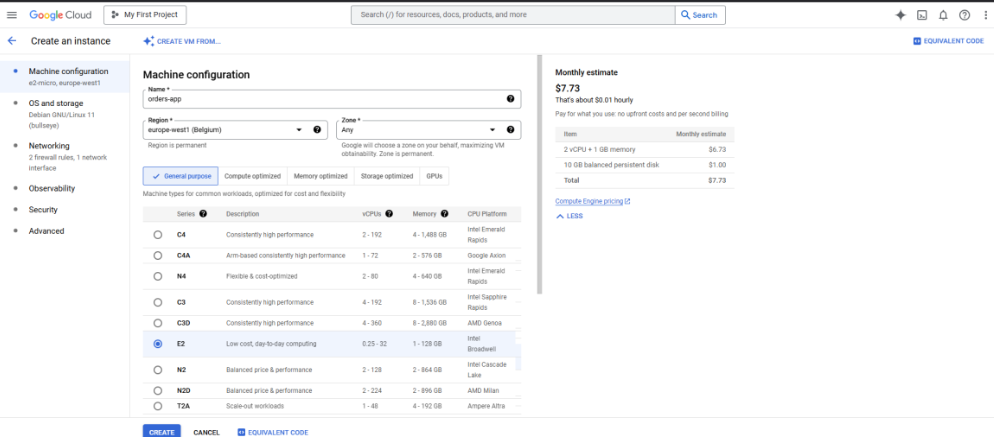 Google Cloud
My First Project
Search (/) for resources, docs, products, and more
Search
Create an instance
CREATE VM FROM...
EQUIVALENT CODE
Machine configuration
e2-micro, europe-west1
OS and storage
Debian GNU/Linux 11
(bullseye)
Networking
2 firewall rules, 1 network
interface
Observability
Security
Advanced
Machine configuration
Name *
orders-app
Region *
europe-west1 (Belgium)
Region is permanent
Zone *
Any
Google will choose a zone on your behalf, maximizing VM
obtainability. Zone is permanent.
General purpose Compute optimized Memory optimized Storage optimized GPUs
Machine types for common workloads, optimized for cost and flexibility
Series Description vCPUs Memory CPU Platform
C4 Consistently high performance 2 - 192 4 - 1,488 GB Intel Emerald
Rapids
C4A Arm-based consistently high performance 1 - 72 2 - 576 GB Google Axion
N4 Flexible & cost-optimized 2 - 80 4 - 640 GB Intel Emerald
Rapids
C3 Consistently high performance 4 - 192 8 - 1,536 GB Intel Sapphire
Rapids
C3D Consistently high performance 4 - 360 8 - 2,880 GB AMD Genoa
E2 Low cost, day-to-day computing 0.25 - 32 1 - 128 GB Intel
Broadwell
N2 Balanced price & performance 2 - 128 2 - 864 GB Intel Cascade
Lake
N2D Balanced price & performance 2 - 224 2 - 896 GB AMD Milan
T2A Scale-out workloads 1 - 48 4 - 192 GB Ampere Altra
CREATE CANCEL EQUIVALENT CODE
Monthly estimate
$7.73
That's about $0.01 hourly
Pay for what you use: no upfront costs and per second billing
Item Monthly estimate
2 vCPU + 1 GB memory $6.73
10 GB balanced persistent disk $1.00
Total $7.73
Compute Engine pricing
LESS